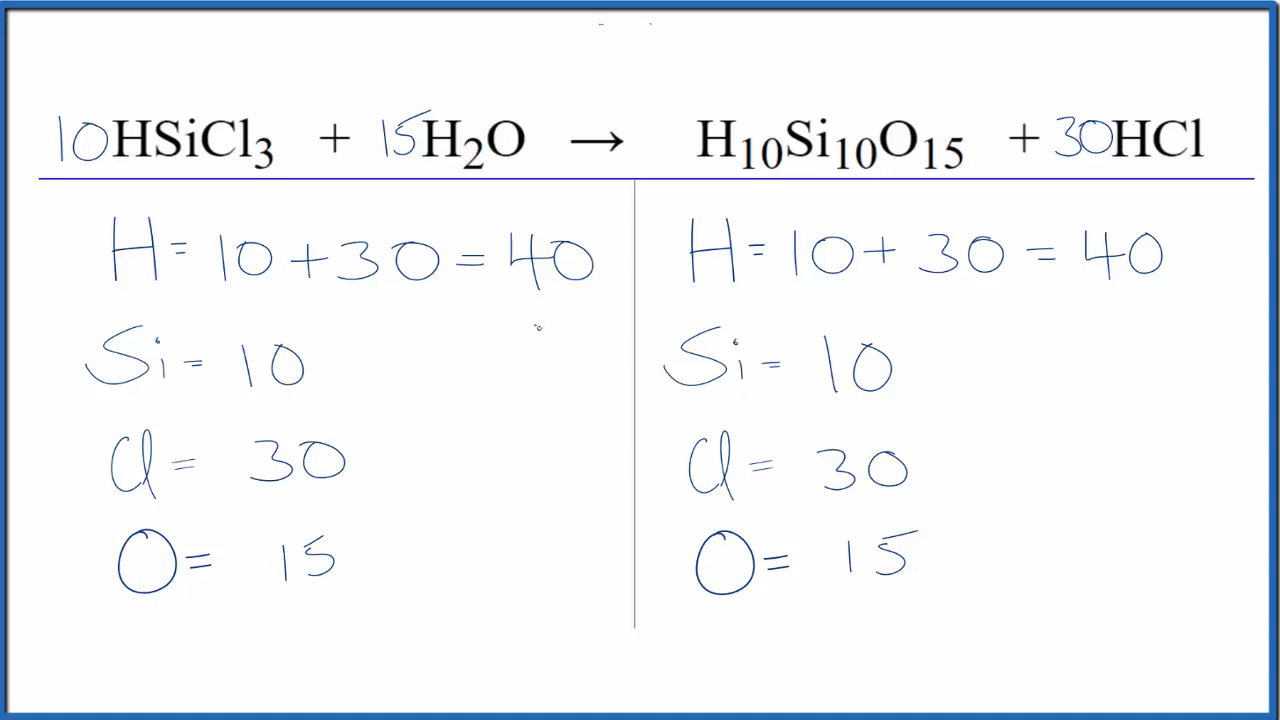 10HSiCl₃ + 15H₂O → H₁₀Si₁₀O₁₅ + 30HCl
H = 10 + 30 = 40
H = 10 + 30 = 40
Si = 10
Si = 10
Cl = 30
Cl = 30
O = 15
O = 15